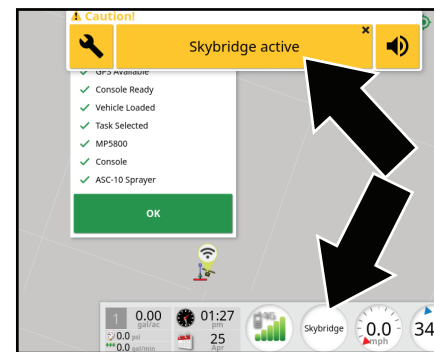 Caution!
Skybridge active
GPS Available
Console Ready
Vehicle Loaded
Task Selected
MP5800
Console
ASC-10 Sprayer
OK
1 0.00 gal/ac
0.0 psi
0.0 gal/min
01:27 pm
25 Apr
4G
Skybridge
0.0 mph
34